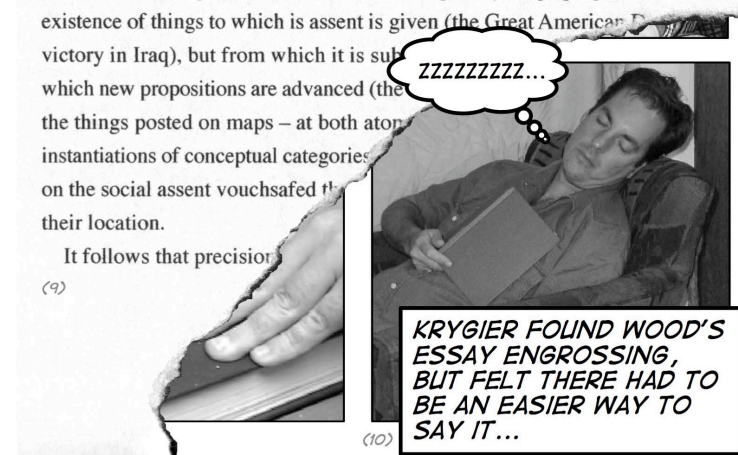 existence of things to which is assent is given (the Great American
victory in Iraq), but from which it is
which new propositions are advanced (the
the things posted on maps – at both
instantiations of conceptual categories
on the social assent vouchsafed
their location.
It follows that precision
(9)
ZZZZZZZZZ...
KRYGIER FOUND WOOD'S
ESSAY ENGROSSING,
BUT FELT THERE HAD TO
BE AN EASIER WAY TO
SAY IT...
(10)